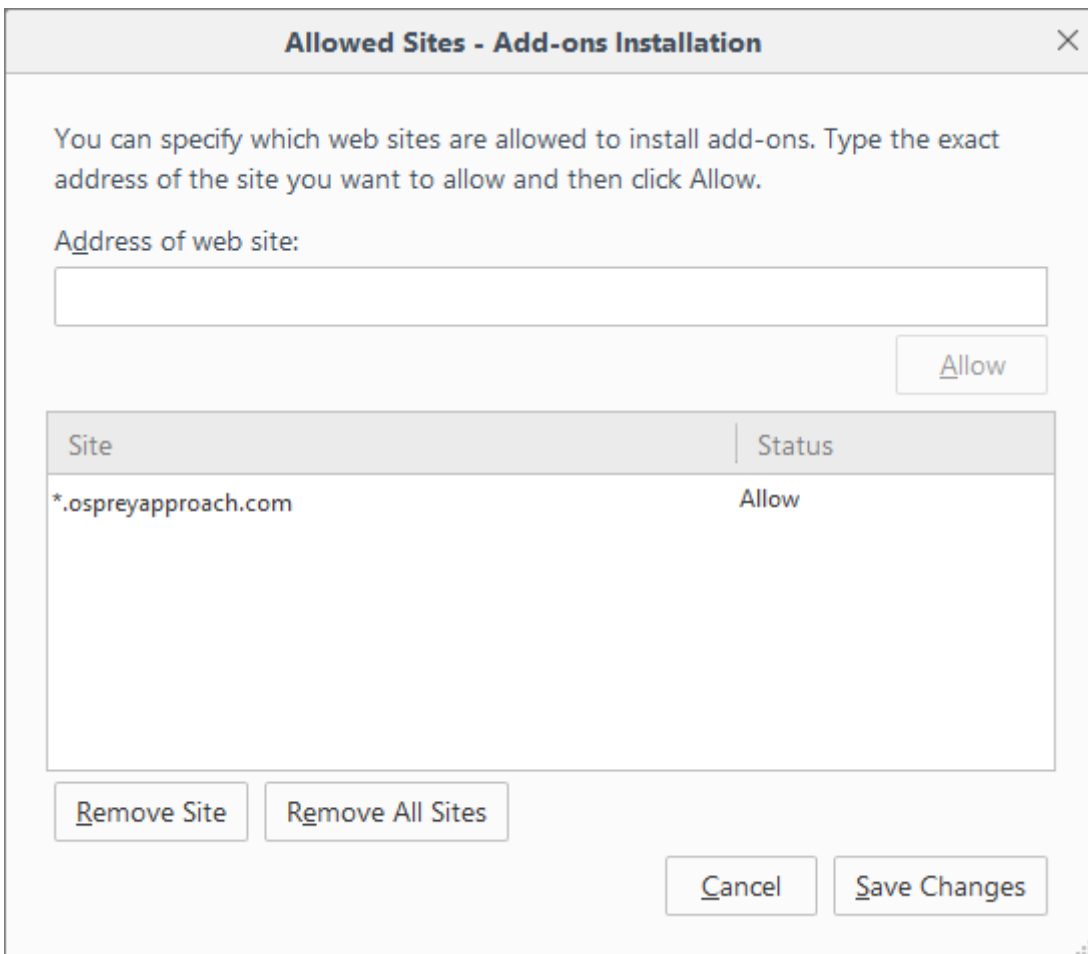 Allowed Sites - Add-ons Installation
You can specify which web sites are allowed to install add-ons. Type the exact
address of the site you want to allow and then click Allow.
Address of web site:
Allow
Site Status
*.ospreyapproach.com Allow
Remove Site Remove All Sites
Cancel Save Changes